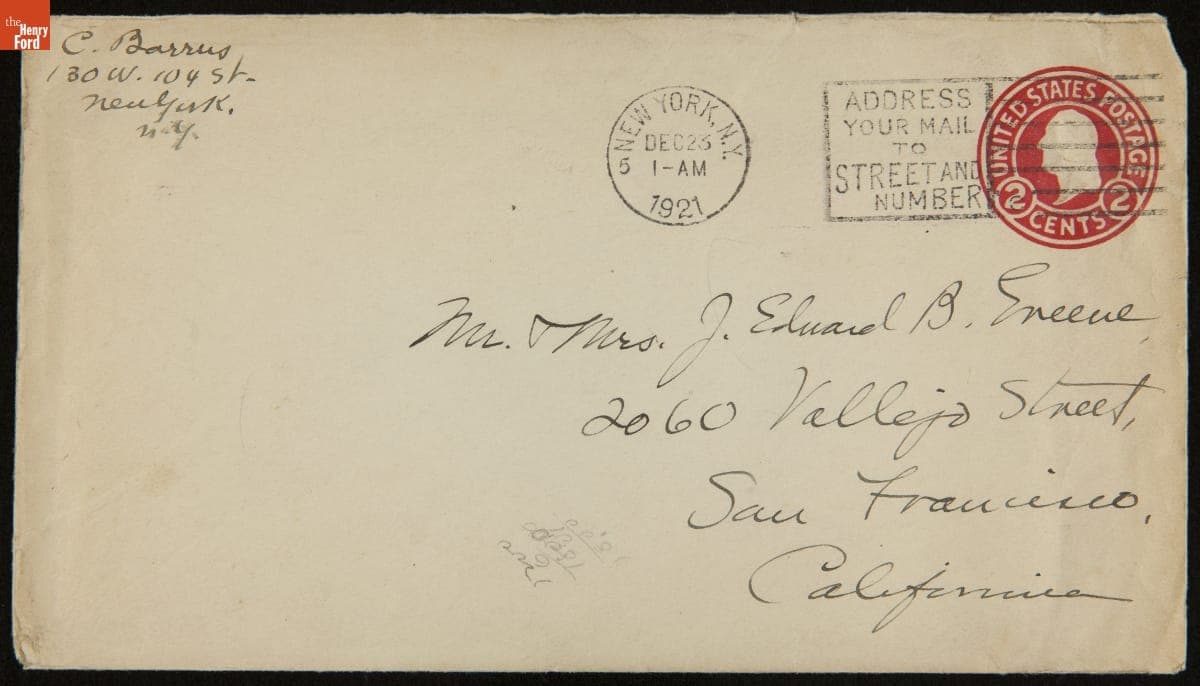 the
Henry
Ford
C. Barrus
130 W. 104 St-
New York.
N.Y.
NEW YORK, N.Y.
DEC 23
5 1-AM
1921
ADDRESS
YOUR MAIL
TO
STREET AND
NUMBER
UNITED STATES POSTAGE
2 CENTS 2
Mr. & Mrs. J. Edward B. Greene
2060 Vallejo Street,
San Francisco,
California